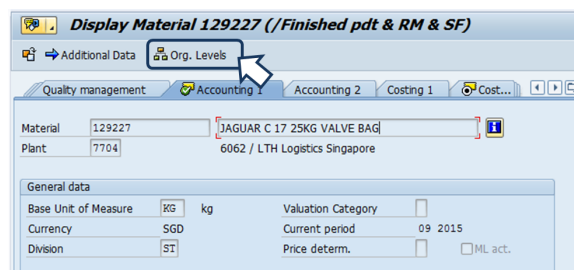 Display Material 129227 (/Finished pdt & RM & SF)
Additional Data Org. Levels
Quality management Accounting 1 Accounting 2 Costing 1 Cost...
Material 129227 JAGUAR C 17 25KG VALVE BAG
Plant 7704 6062 / LTH Logistics Singapore
General data
Base Unit of Measure KG kg Valuation Category
Currency SGD Current period 09 2015
Division ST Price determ. ML act.